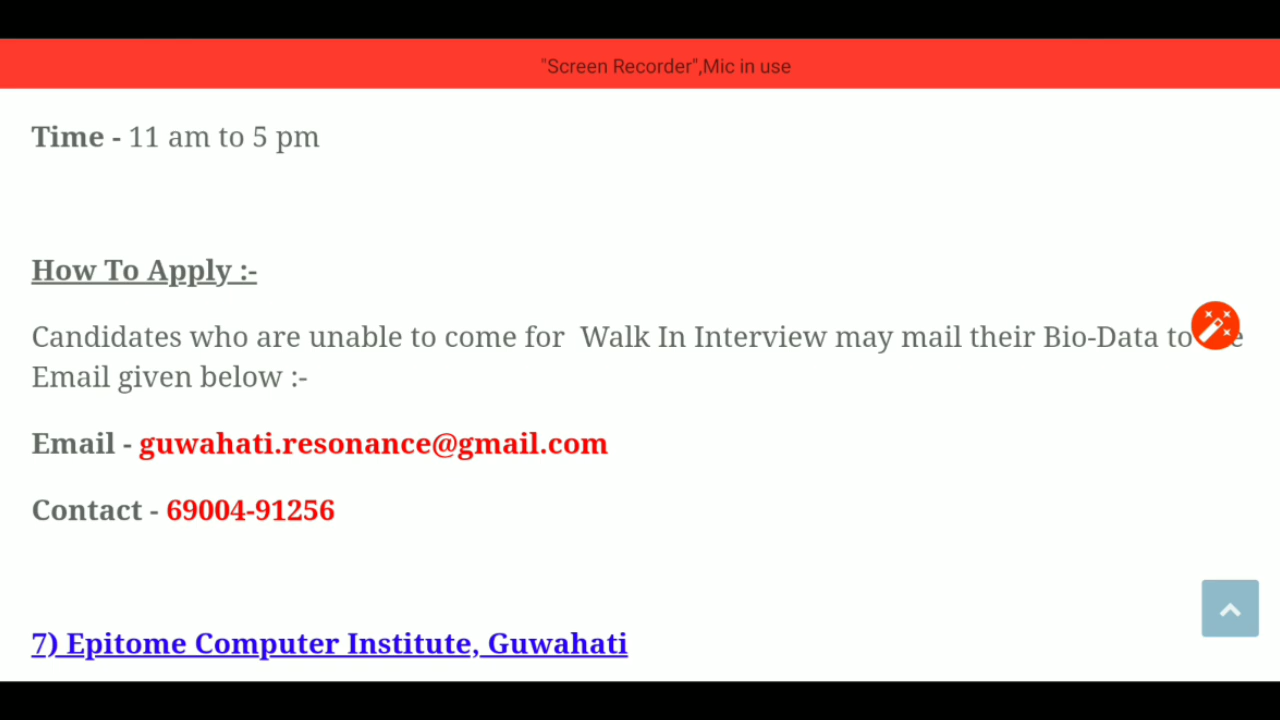 "Screen Recorder",Mic in use
Time - 11 am to 5 pm
How To Apply :-
Candidates who are unable to come for  Walk In Interview may mail their Bio-Data to
Email given below :-
Email - guwahati.resonance@gmail.com
Contact - 69004-91256
7) Epitome Computer Institute, Guwahati